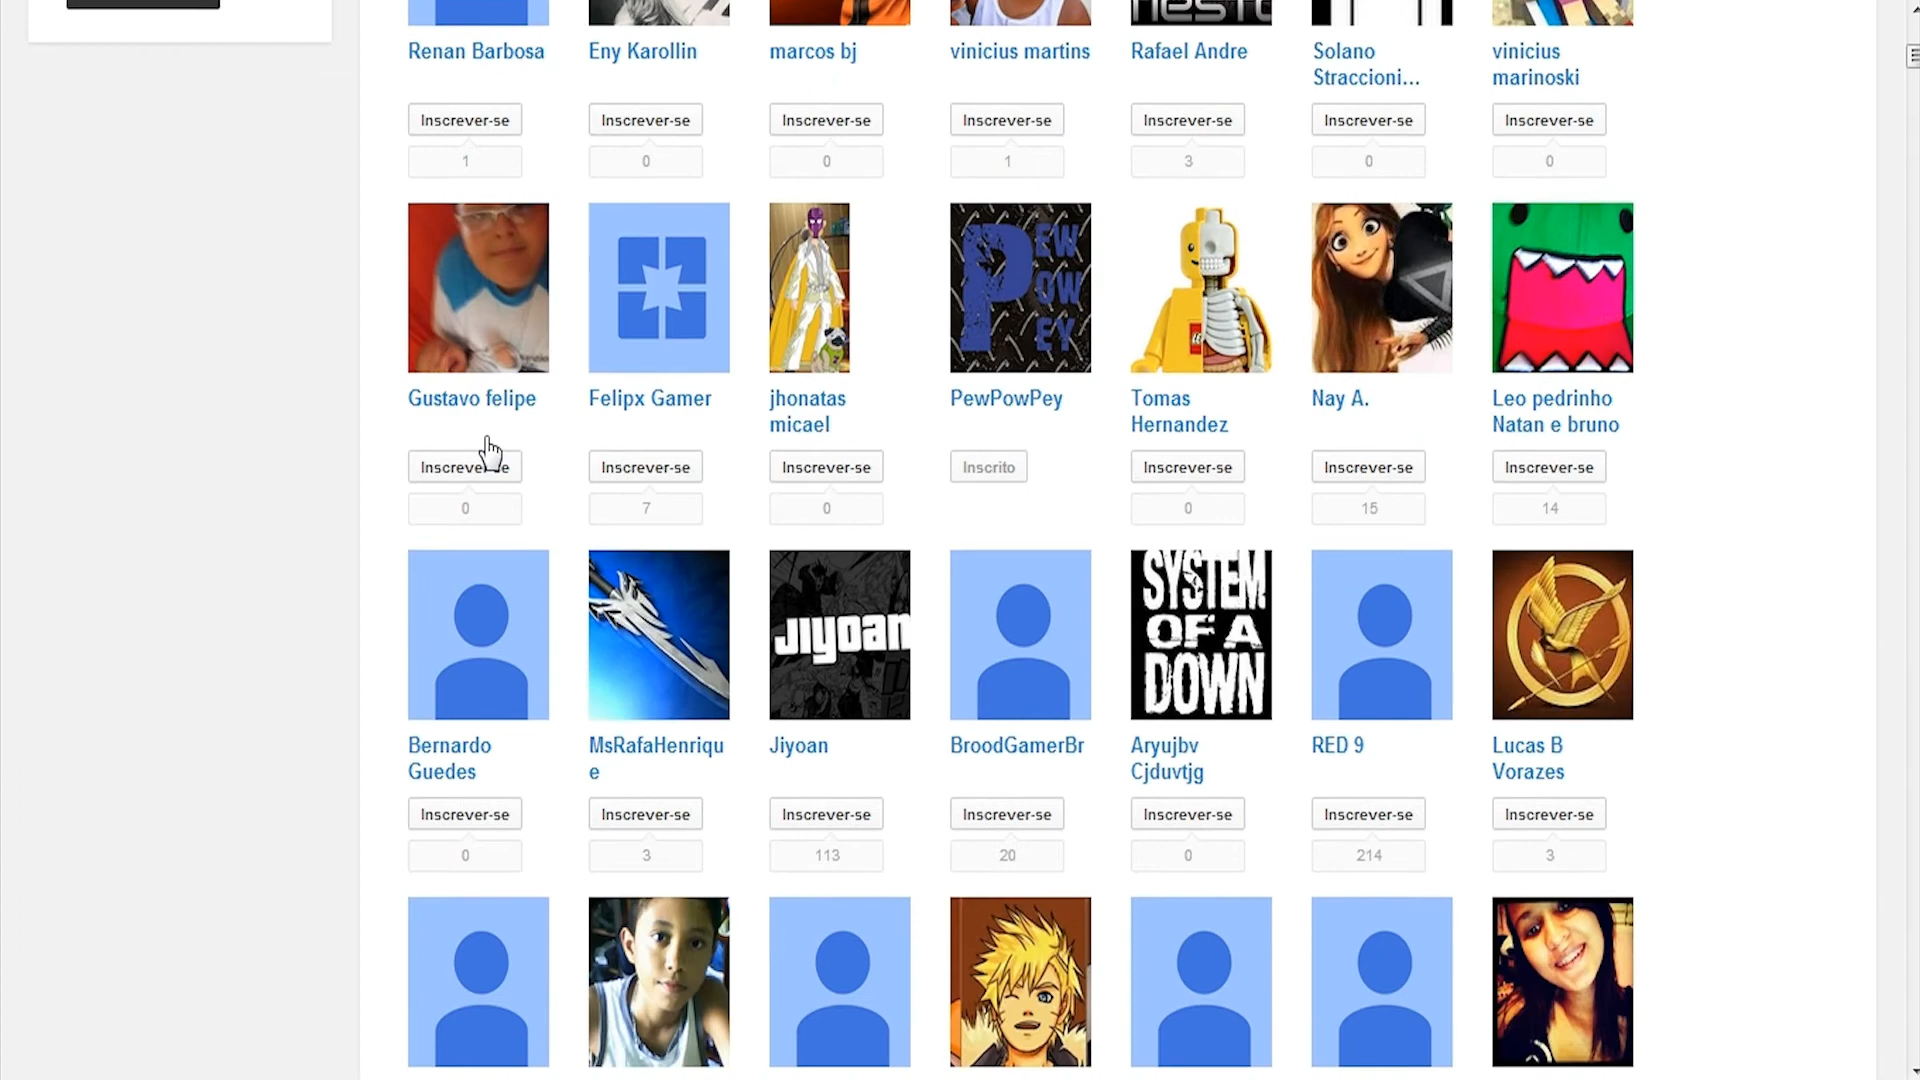 Renan Barbosa
Eny Karollin
marcos bj
vinicius martins
Rafael Andre
Solano
Straccioni...
vinicius
marinoski
Inscrever-se
Inscrever-se
Inscrever-se
Inscrever-se
Inscrever-se
Inscrever-se
Inscrever-se
1
0
0
1
3
0
0
P
EW
OW
EY
Gustavo felipe
Felipx Gamer
jhonatas
micael
PewPowPey
Tomas
Hernandez
Nay A.
Leo pedrinho
Natan e bruno
Inscrever-se
Inscrever-se
Inscrever-se
Inscrito
Inscrever-se
Inscrever-se
Inscrever-se
0
7
0
0
15
14
Jiyoan
SYSTEM
OF A
DOWN
Bernardo
Guedes
MsRafaHenriqu
e
Jiyoan
BroodGamerBr
Aryujbv
Cjduvtjg
RED 9
Lucas B
Vorazes
Inscrever-se
Inscrever-se
Inscrever-se
Inscrever-se
Inscrever-se
Inscrever-se
Inscrever-se
0
3
113
20
0
214
3